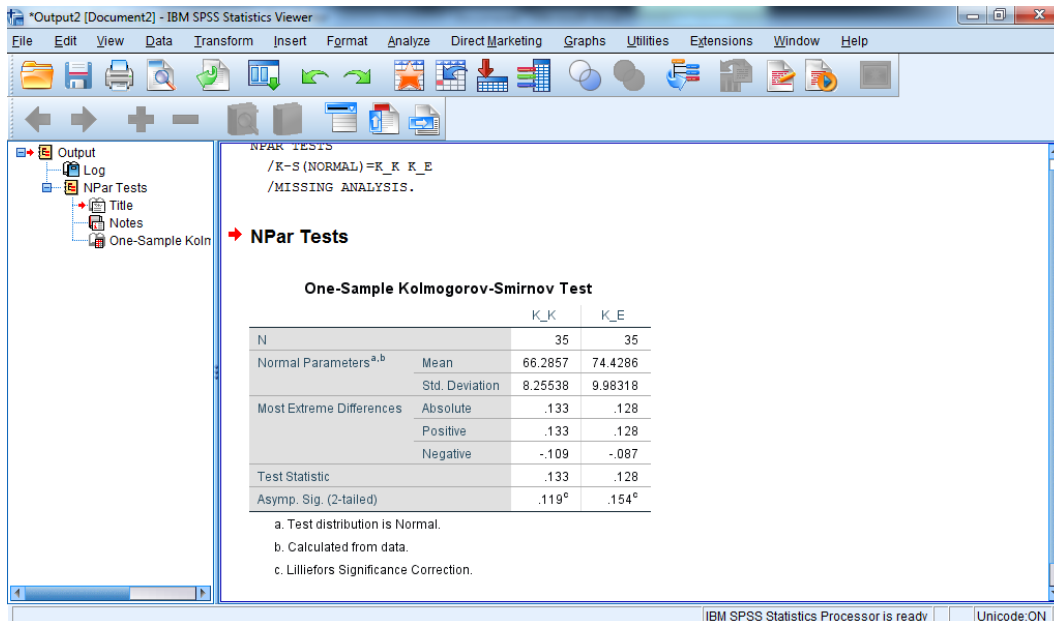 *Output2 [Document2] - IBM SPSS Statistics Viewer
File Edit View Data Transform Insert Format Analyze Direct Marketing Graphs Utilities Extensions Window Help
Output
Log
NPar Tests
Title
Notes
One-Sample Kolm
NPAR TESTS
/K-S(NORMAL)=K_K K_E
/MISSING ANALYSIS.
NPar Tests
One-Sample Kolmogorov-Smirnov Test
K_K K_E
N 35 35
Normal Parameters a,b Mean 66.2857 74.4286
Std. Deviation 8.25538 9.98318
Most Extreme Differences Absolute .133 .128
Positive .133 .128
Negative -.109 -.087
Test Statistic .133 .128
Asymp. Sig. (2-tailed) .119c .154c
a. Test distribution is Normal.
b. Calculated from data.
c. Lilliefors Significance Correction.
IBM SPSS Statistics Processor is ready Unicode:ON